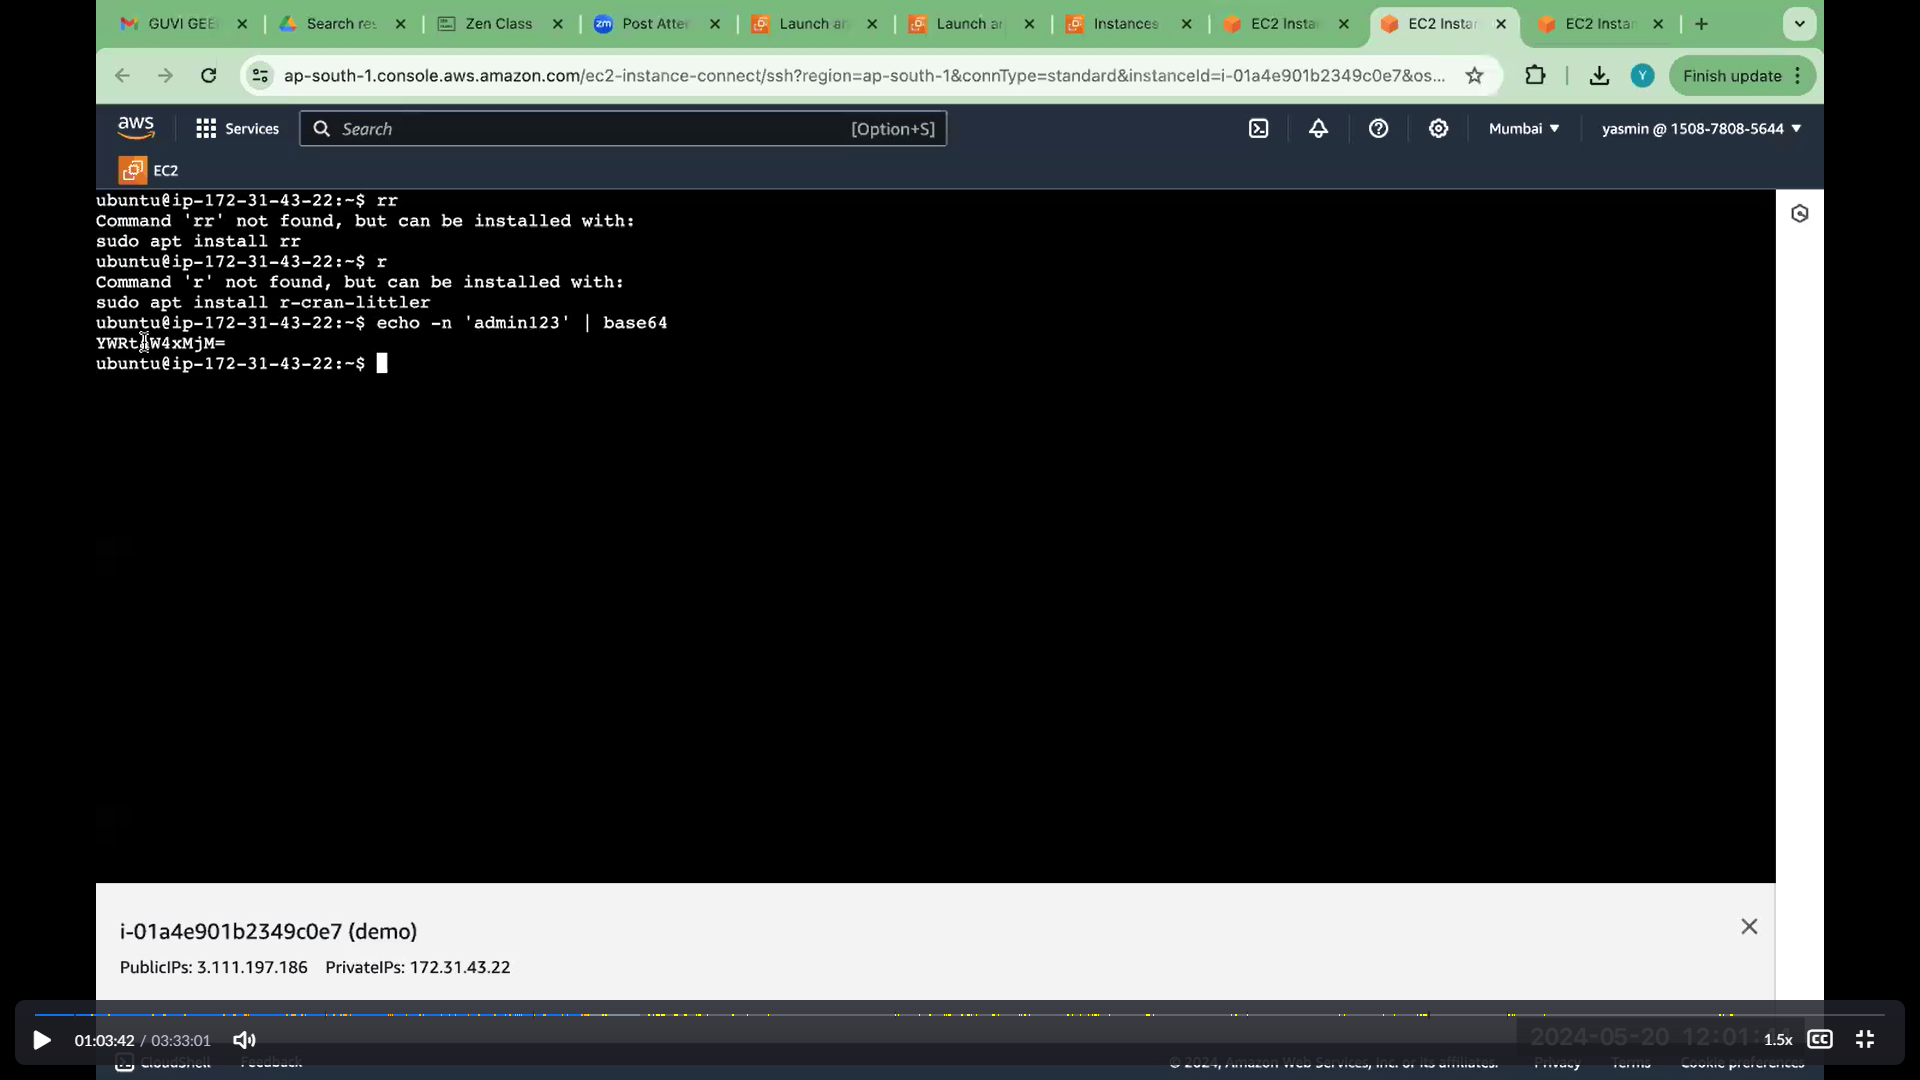 GUVI GEE
Search res
Zen Class
Post Atte
Launch an
Launch an
Instances
EC2 Insta
EC2 Insta
EC2 Insta
ap-south-1.console.aws.amazon.com/ec2-instance-connect/ssh?region=ap-south-1&connType=standard&instanceId=i-01a4e901b2349c0e7&os...
Y
Finish update
aws
Services
Search
[Option+S]
Mumbai
yasmin @ 1508-7808-5644
EC2
ubuntu@ip-172-31-43-22:~$ rr
Command 'rr' not found, but can be installed with:
sudo apt install rr
ubuntu@ip-172-31-43-22:~$ r
Command 'r' not found, but can be installed with:
sudo apt install r-cran-littler
ubuntu@ip-172-31-43-22:~$ echo -n 'admin123' | base64
ubuntu@ip-172-31-43-22:~$
i-01a4e901b2349c0e7 (demo)
PublicIPs: 3.111.197.186 PrivateIPs: 172.31.43.22
01:03:42 / 03:33:01
2024-05-20
1.5x
CC
CloudShell
Feedback
© 2024, Amazon Web Services, Inc. or its affiliates.
Privacy
Terms
Cookie preferences